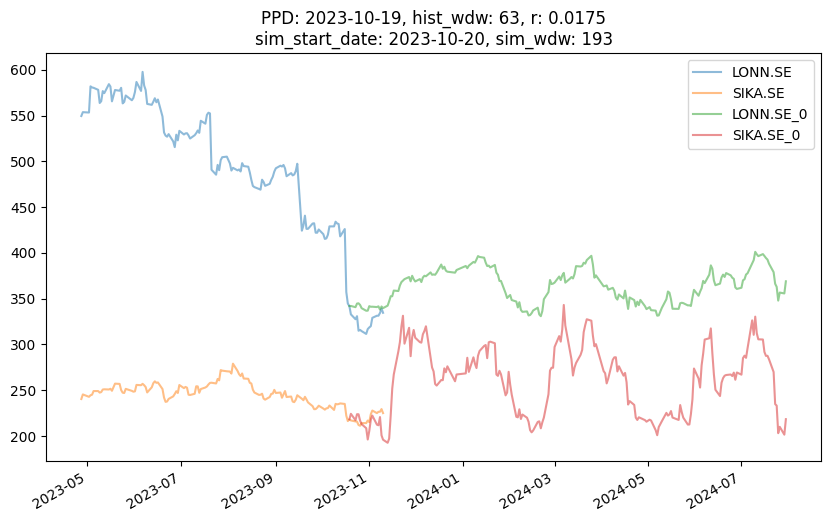 PPD: 2023-10-19, hist_wdw: 63, r: 0.0175
sim_start_date: 2023-10-20, sim_wdw: 193
LONN.SE
SIKA.SE
LONN.SE_0
SIKA.SE_0
600
550
500
450
400
350
300
250
200
2023-05
2023-07
2023-09
2023-11
2024-01
2024-03
2024-05
2024-07